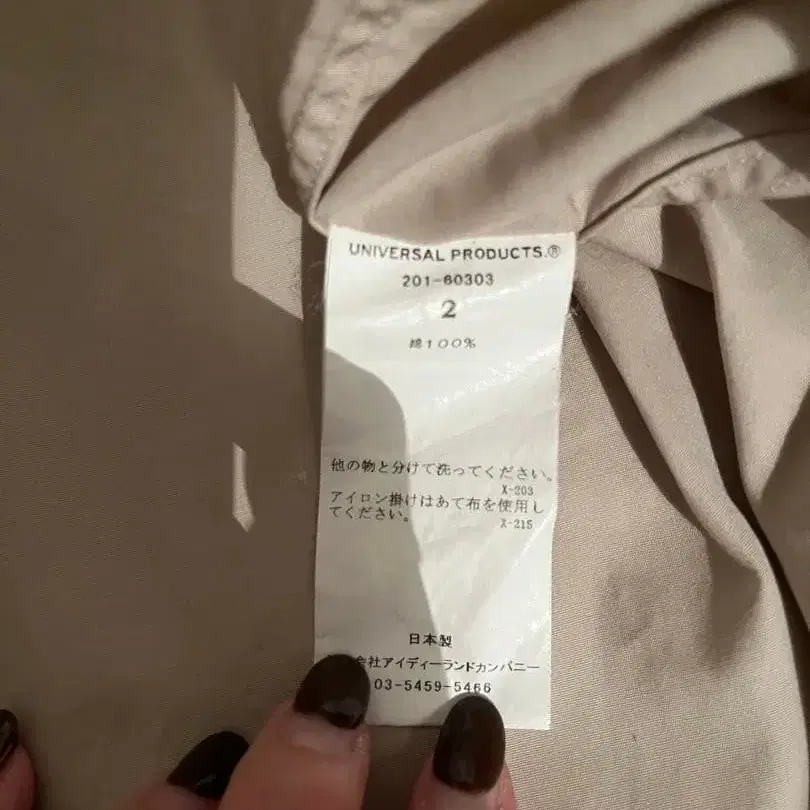 UNIVERSAL PRODUCTS.®
201-60303
2
綿100%
他の物と分けて洗ってください。
X-203
アイロン掛けはあて布を使用し
てください。
X-215
日本製
会社アイディーランドカンパニー
03-5459-5466